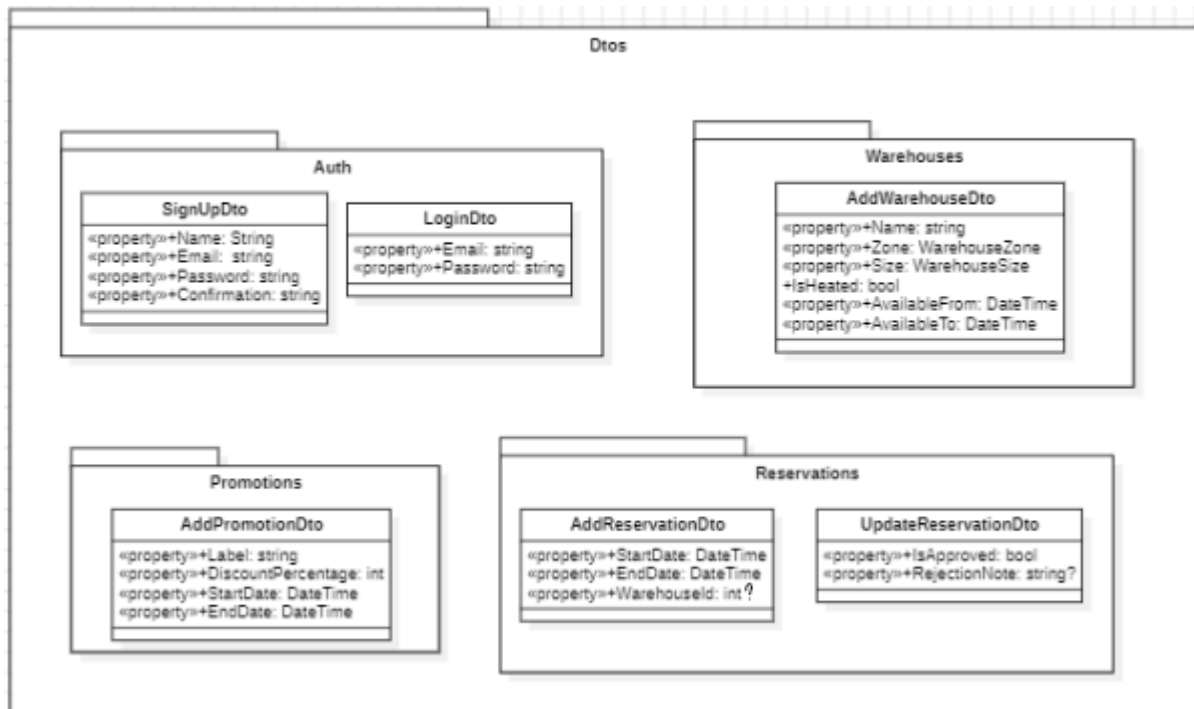 Dtos
Auth
SignUpDto
«property»+Name: String
«property»+Email: string
«property»+Password: string
«property»+Confirmation: string
LoginDto
«property»+Email: string
«property»+Password: string
Warehouses
AddWarehouseDto
«property»+Name: string
«property»+Zone: WarehouseZone
«property»+Size: WarehouseSize
+IsHeated: bool
«property»+AvailableFrom: DateTime
«property»+AvailableTo: DateTime
Promotions
AddPromotionDto
«property»+Label: string
«property»+DiscountPercentage: int
«property»+StartDate: DateTime
«property»+EndDate: DateTime
Reservations
AddReservationDto
«property»+StartDate: DateTime
«property»+EndDate: DateTime
«property»+WarehouseId: int?
UpdateReservationDto
«property»+IsApproved: bool
«property»+RejectionNote: string?